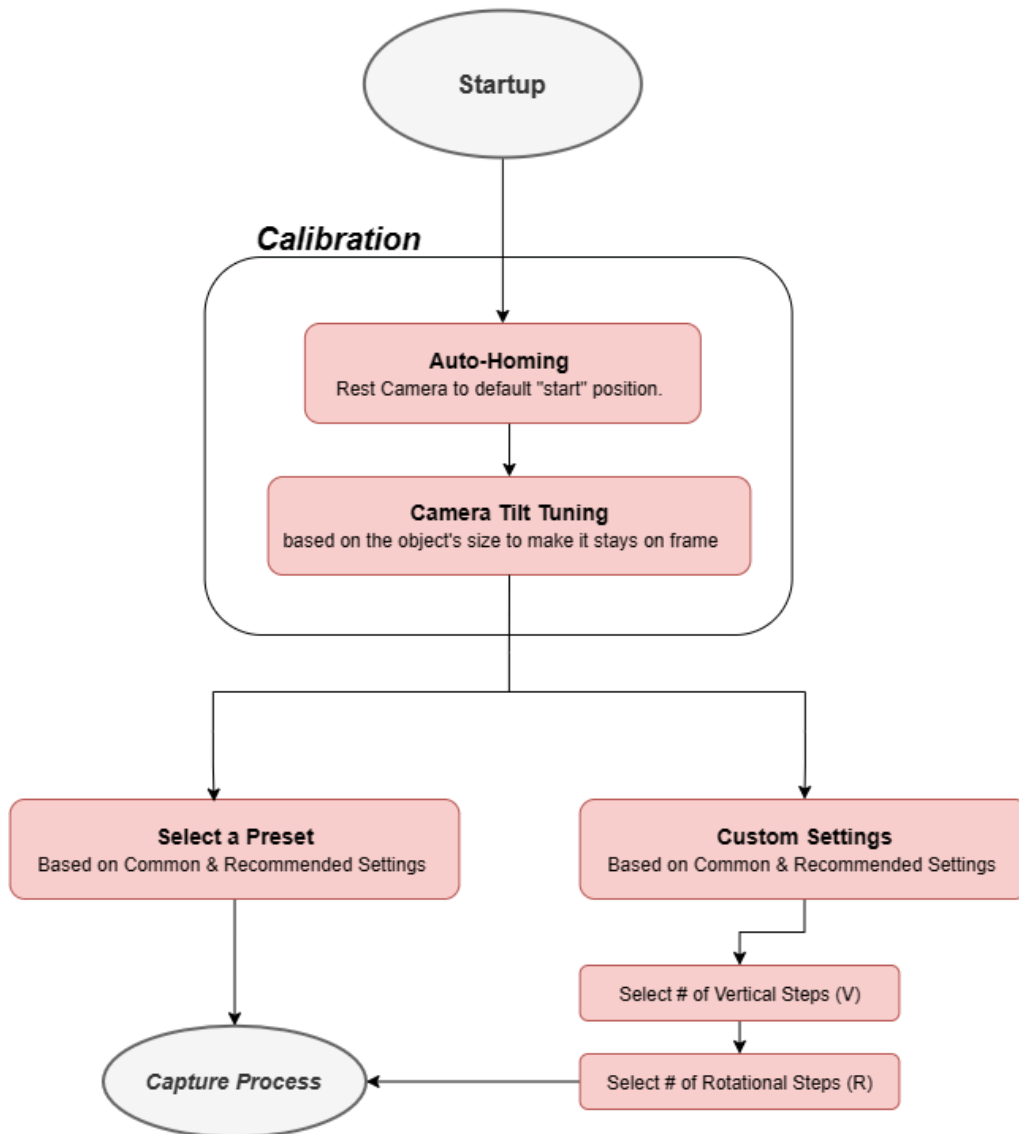 Startup
Calibration
Auto-Homing
Rest Camera to default "start" position.
Camera Tilt Tuning
based on the object's size to make it stays on frame
Select a Preset
Based on Common & Recommended Settings
Custom Settings
Based on Common & Recommended Settings
Select # of Vertical Steps (V)
Select # of Rotational Steps (R)
Capture Process